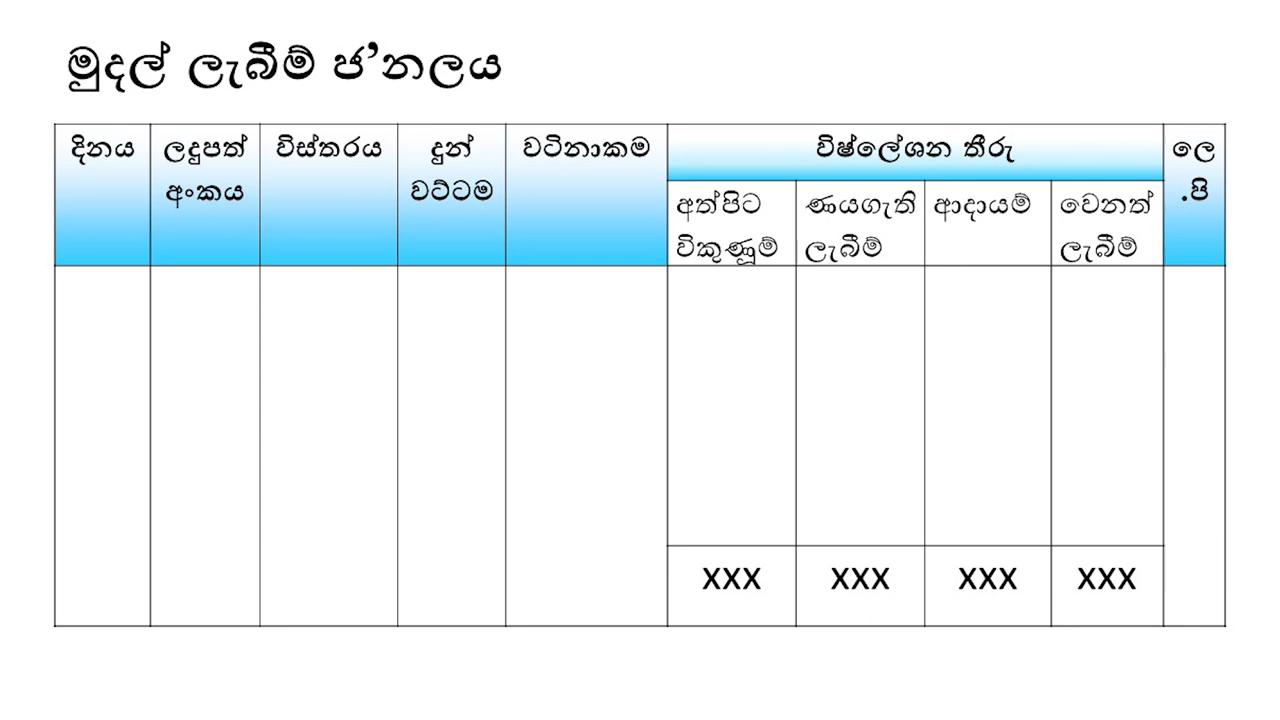 මුදල් ලැබීම් ජ’නලය
දිනය ලදුපත් විස්තරය දුන් වටිනාකම විෂ්ලේශන තීරු ලෙ
අංකය වට්ටම .පි
අත්පිට ණයගැති ආදායම් වෙනත්
විකුණූම් ලැබීම් ලැබීම්
XXX XXX XXX XXX